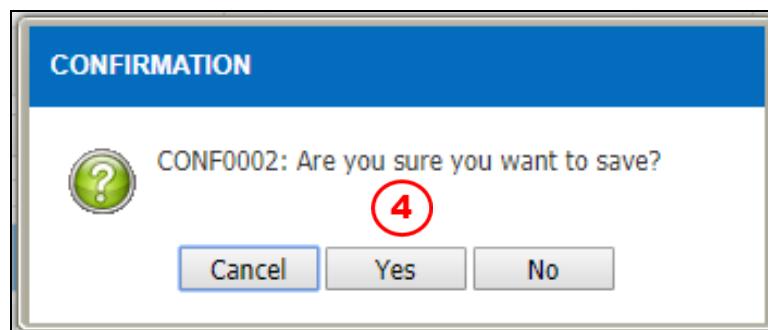 CONFIRMATION
CONF0002: Are you sure you want to save?
4
Cancel Yes No